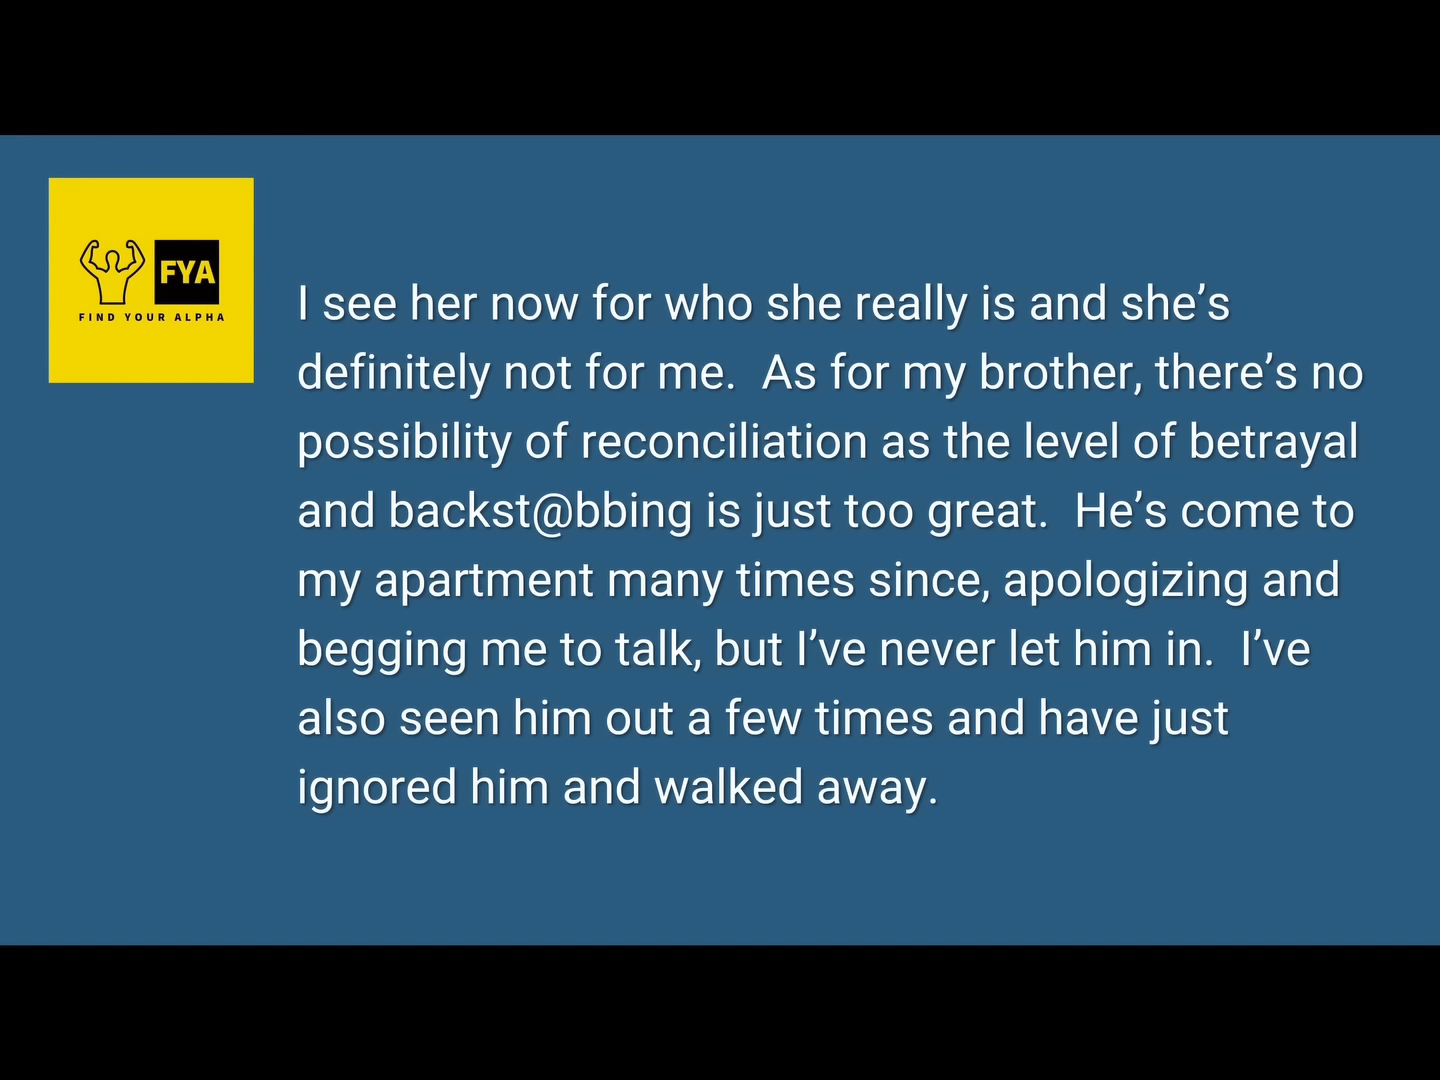 FYA
FIND YOUR ALPHA
I see her now for who she really is and she’s
definitely not for me.  As for my brother, there’s no
possibility of reconciliation as the level of betrayal
and backst@bbing is just too great.  He’s come to
my apartment many times since, apologizing and
begging me to talk, but I’ve never let him in.  I’ve
also seen him out a few times and have just
ignored him and walked away.